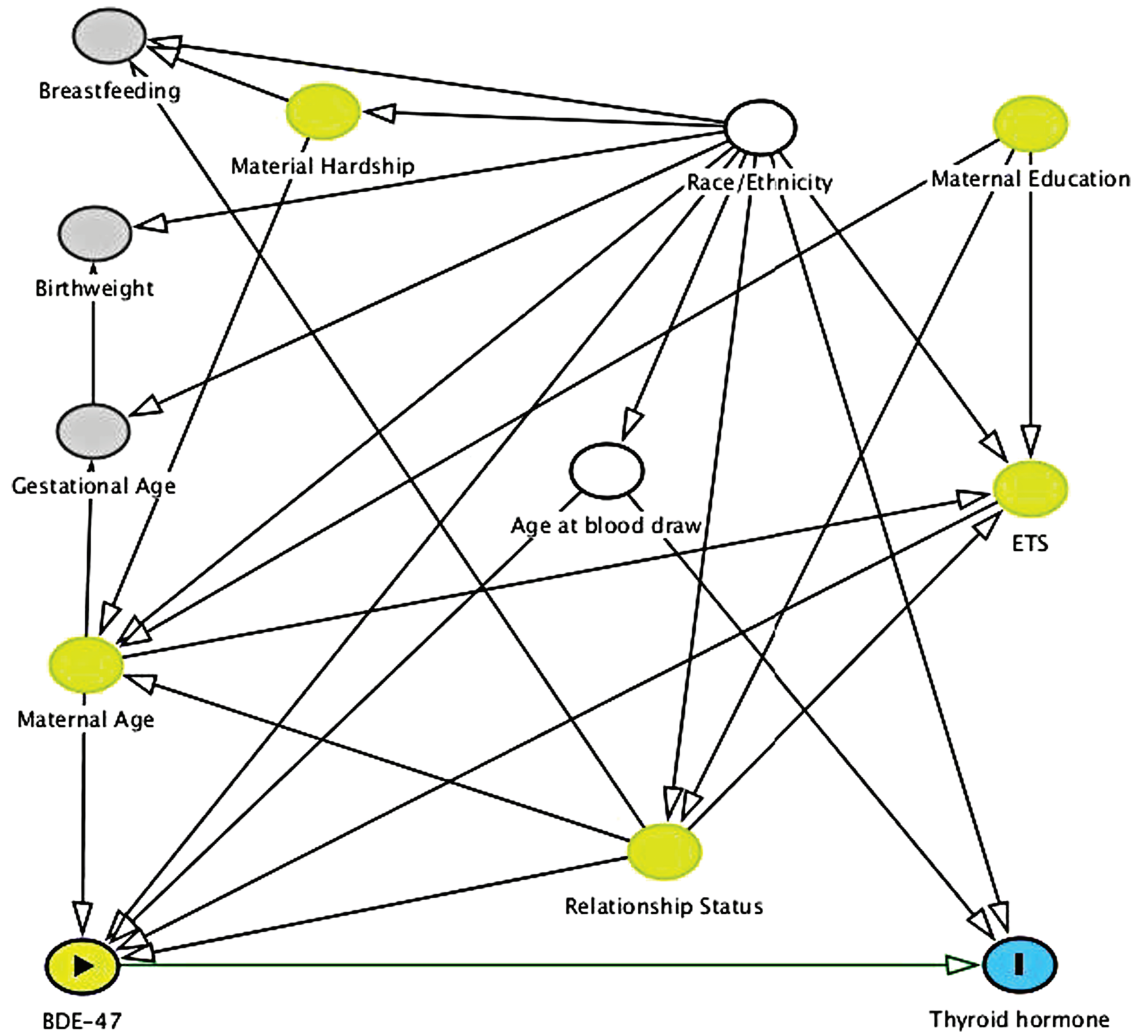 Breastfeeding
Material Hardship
Race/Ethnicity
Maternal Education
Birthweight
Gestational Age
Age at blood draw
ETS
Maternal Age
Relationship Status
BDE-47
Thyroid hormone